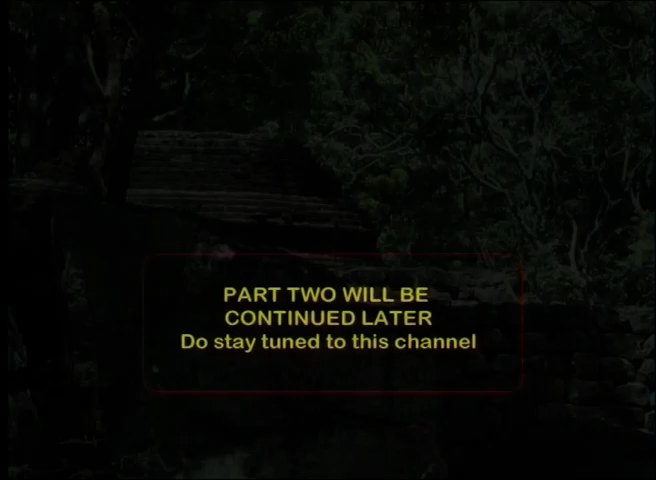 PART TWO WILL BE
CONTINUED LATER
Do stay tuned to this channel